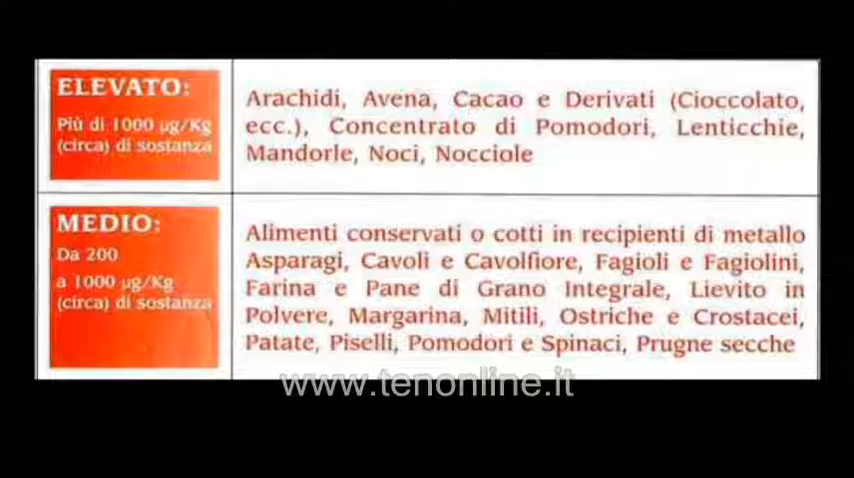 ELEVATO:
Più di 1000 µg/Kg
(circa) di sostanza
Arachidi, Avena, Cacao e Derivati (Cioccolato,
ecc.), Concentrato di Pomodori, Lenticchie,
Mandorle, Noci, Nocciole
MEDIO:
Da 200
a 1000 µg/Kg
(circa) di sostanza
Alimenti conservati o cotti in recipienti di metallo
Asparagi, Cavoli e Cavolfiore, Fagioli e Fagiolini,
Farina e Pane di Grano Integrale, Lievito in
Polvere, Margarina, Mitili, Ostriche e Crostacei,
Patate, Piselli, Pomodori e Spinaci, Prugne secche
www.tenonline.it